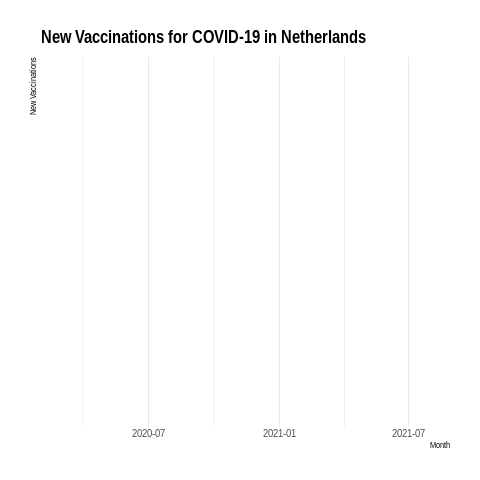 New Vaccinations for COVID-19 in Netherlands
New Vaccinations
2020-07
2021-01
2021-07
Month